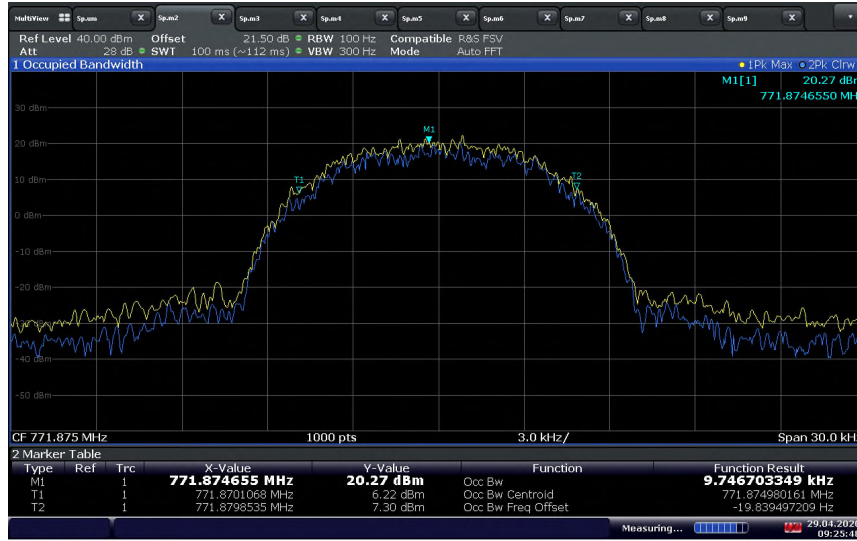 MultiView Sp.um X Sp.m2 X Sp.m3 X Sp.m4 X Sp.m5 X Sp.m6 X Sp.m7 X Sp.m8 X Sp.m9 X
Ref Level 40.00 dBm Offset 21.50 dB RBW 100 Hz Compatible R&S FSV
Att 28 dB SWT 100 ms (~112 ms) VBW 300 Hz Mode Auto FFT
1 Occupied Bandwidth 1Pk Max 2Pk Clrw
M1[1] 20.27 dBm
771.8746550 MH
30 dBm
M1
20 dBm
T1 T2
10 dBm
0 dBm
-10 dBm
-20 dBm
-40 dBm
-50 dBm
CF 771.875 MHz 1000 pts 3.0 kHz/ Span 30.0 kH
2 Marker Table
Type Ref Trc X-Value Y-Value Function Function Result
M1 1 771.874655 MHz 20.27 dBm Occ Bw 9.746703349 kHz
T1 1 771.8701068 MHz 6.22 dBm Occ Bw Centroid 771.874980161 MHz
T2 1 771.8798535 MHz 7.30 dBm Occ Bw Freq Offset -19.839497209 Hz
Measuring... 29.04.2020
09:25:48